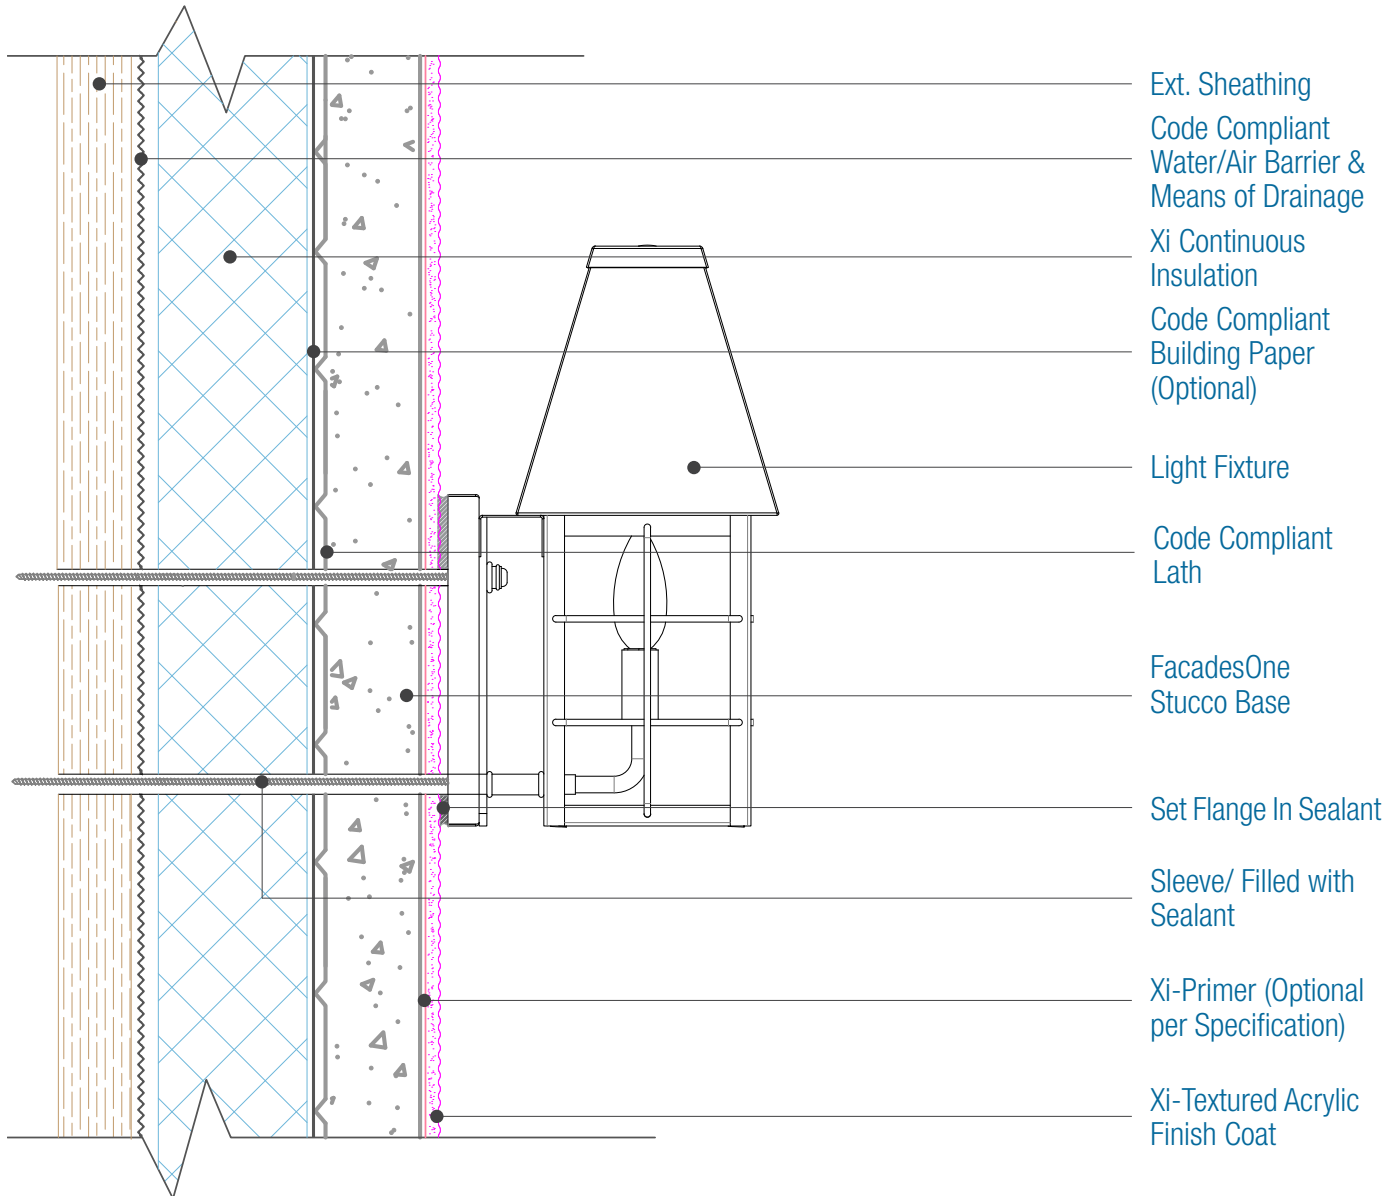 Ext. Sheathing
Code Compliant
Water/Air Barrier &
Means of Drainage
Xi Continuous
Insulation
Code Compliant
Building Paper
(Optional)
Light Fixture
Code Compliant
Lath
FacadesOne
Stucco Base
Set Flange In Sealant
Sleeve/ Filled with
Sealant
Xi-Primer (Optional
per Specification)
Xi-Textured Acrylic
Finish Coat